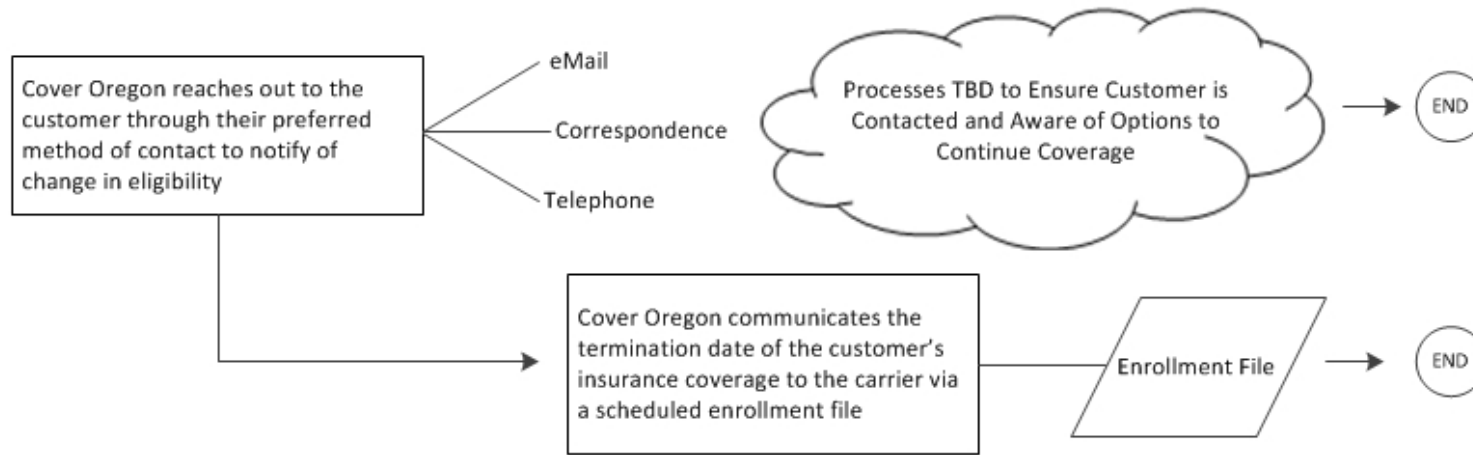 Cover Oregon reaches out to the
customer through their preferred
method of contact to notify of
change in eligibility
eMail
Correspondence
Telephone
Processes TBD to Ensure Customer is
Contacted and Aware of Options to
Continue Coverage
END
Cover Oregon communicates the
termination date of the customer's
insurance coverage to the carrier via
a scheduled enrollment file
Enrollment File
END